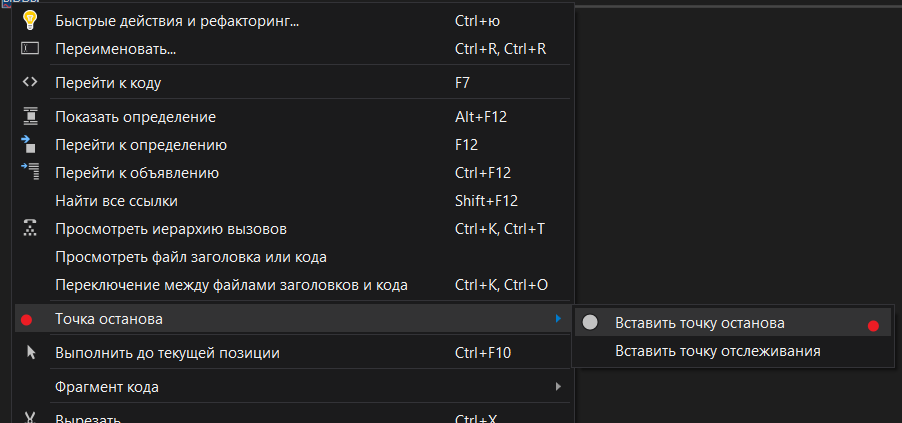 Быстрые действия и рефакторинг... Ctrl+ю
Переименовать... Ctrl+R, Ctrl+R
Перейти к коду F7
Показать определение Alt+F12
Перейти к определению F12
Перейти к объявлению Ctrl+F12
Найти все ссылки Shift+F12
Просмотреть иерархию вызовов Ctrl+K, Ctrl+T
Просмотреть файл заголовка или кода
Переключение между файлами заголовков и кода Ctrl+K, Ctrl+O
Точка останова
Вставить точку останова
Вставить точку отслеживания
Выполнить до текущей позиции Ctrl+F10
Фрагмент кода
Вырезать Ctrl+X